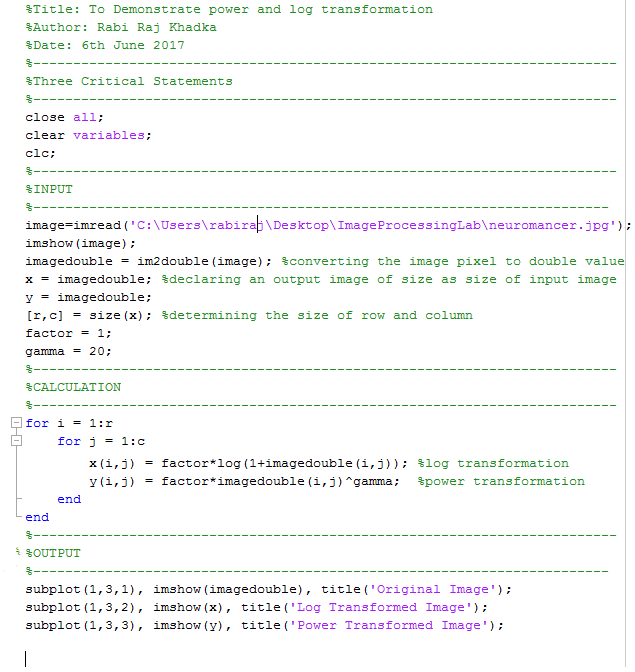 %Title: To Demonstrate power and log transformation
%Author: Rabi Raj Khadka
%Date: 6th June 2017
%-------------------------------------------------------------------------
%Three Critical Statements
%-------------------------------------------------------------------------
close all;
clear variables;
clc;
%-------------------------------------------------------------------------
%INPUT
%------------------------------------------------------------------------
image=imread('C:\Users\rabiraj\Desktop\ImageProcessingLab\neuromancer.jpg');
imshow(image);
imagedouble = im2double(image); %converting the image pixel to double value
x = imagedouble; %declaring an output image of size as size of input image
y = imagedouble;
[r,c] = size(x); %determining the size of row and column
factor = 1;
gamma = 20;
%-------------------------------------------------------------------------
%CALCULATION
%-------------------------------------------------------------------------
for i = 1:r
    for j = 1:c
        x(i,j) = factor*log(1+imagedouble(i,j)); %log transformation
        y(i,j) = factor*imagedouble(i,j)^gamma;  %power transformation
    end
end
%-------------------------------------------------------------------------
% %OUTPUT
%------------------------------------------------------------------------
subplot(1,3,1), imshow(imagedouble), title('Original Image');
subplot(1,3,2), imshow(x), title('Log Transformed Image');
subplot(1,3,3), imshow(y), title('Power Transformed Image');